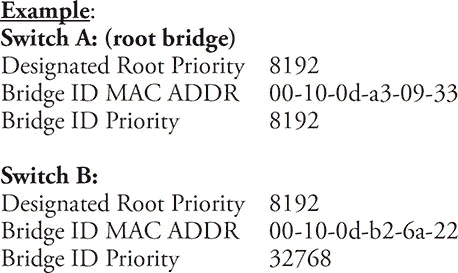 Example:
Switch A: (root bridge)
Designated Root Priority 8192
Bridge ID MAC ADDR 00-10-0d-a3-09-33
Bridge ID Priority 8192
Switch B:
Designated Root Priority 8192
Bridge ID MAC ADDR 00-10-0d-b2-6a-22
Bridge ID Priority 32768